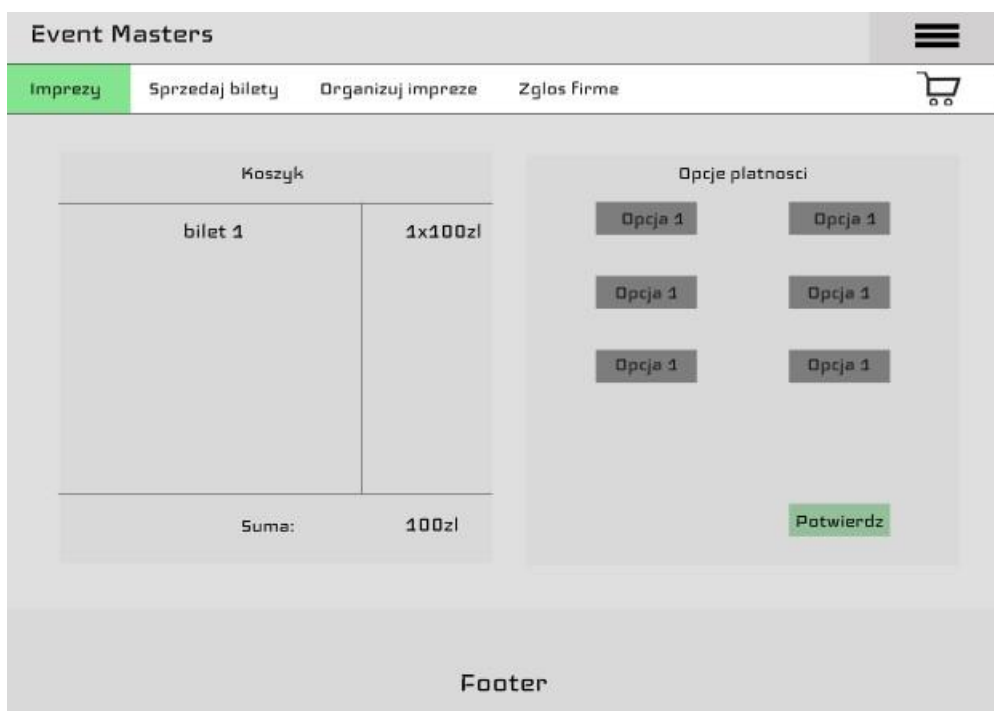 Event Masters
Imprezy Sprzedaj bilety Organizuj impreze Zglos firme
Koszyk
bilet 1 1x100zl
Suma: 100zl
Opcje platnosci
Opcja 1 Opcja 1
Opcja 1 Opcja 1
Opcja 1 Opcja 1
Potwierdz
Footer